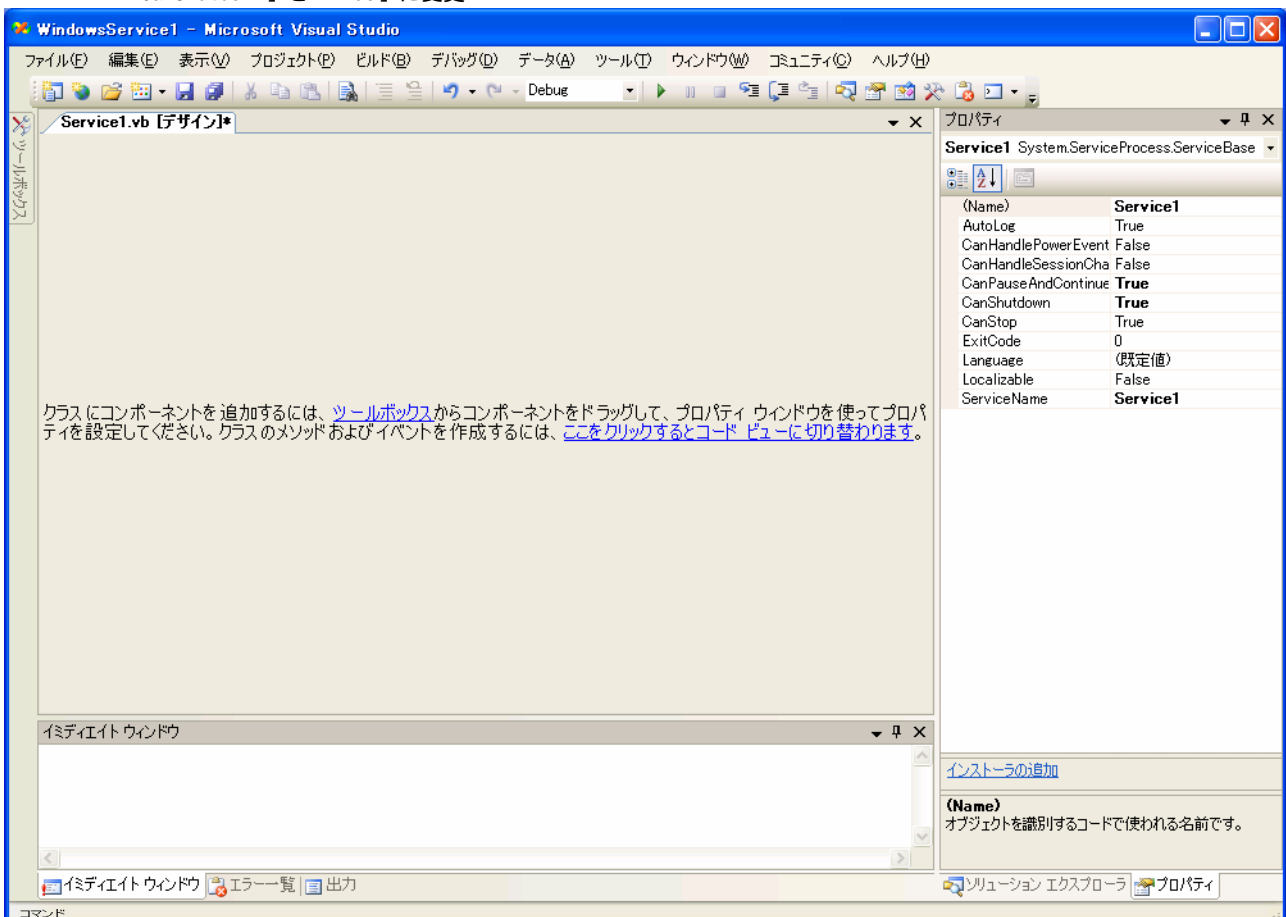 WindowsService1 - Microsoft Visual Studio
ファイル(F) 編集(E) 表示(V) プロジェクト(P) ビルド(B) デバッグ(D) データ(A) ツール(T) ウィンドウ(W) コミュニティ(C) ヘルプ(H)
Debug
ツールボックス
Service1.vb [デザイン]*
クラスにコンポーネントを追加するには、ツールボックスからコンポーネントをドラッグして、プロパティ ウィンドウを使ってプロパ
ティを設定してください。クラスのメソッドおよびイベントを作成するには、ここをクリックするとコード ビューに切り替わります。
イミディエイト ウィンドウ
イミディエイト ウィンドウ エラー一覧 出力
プロパティ
Service1 System.ServiceProcess.ServiceBase
(Name) Service1
AutoLog True
CanHandlePowerEvent False
CanHandleSessionCha False
CanPauseAndContinue True
CanShutdown True
CanStop True
ExitCode 0
Language (既定値)
Localizable False
ServiceName Service1
インストーラの追加
(Name)
オブジェクトを識別するコードで使われる名前です。
ソリューション エクスプローラ プロパティ
コマンド